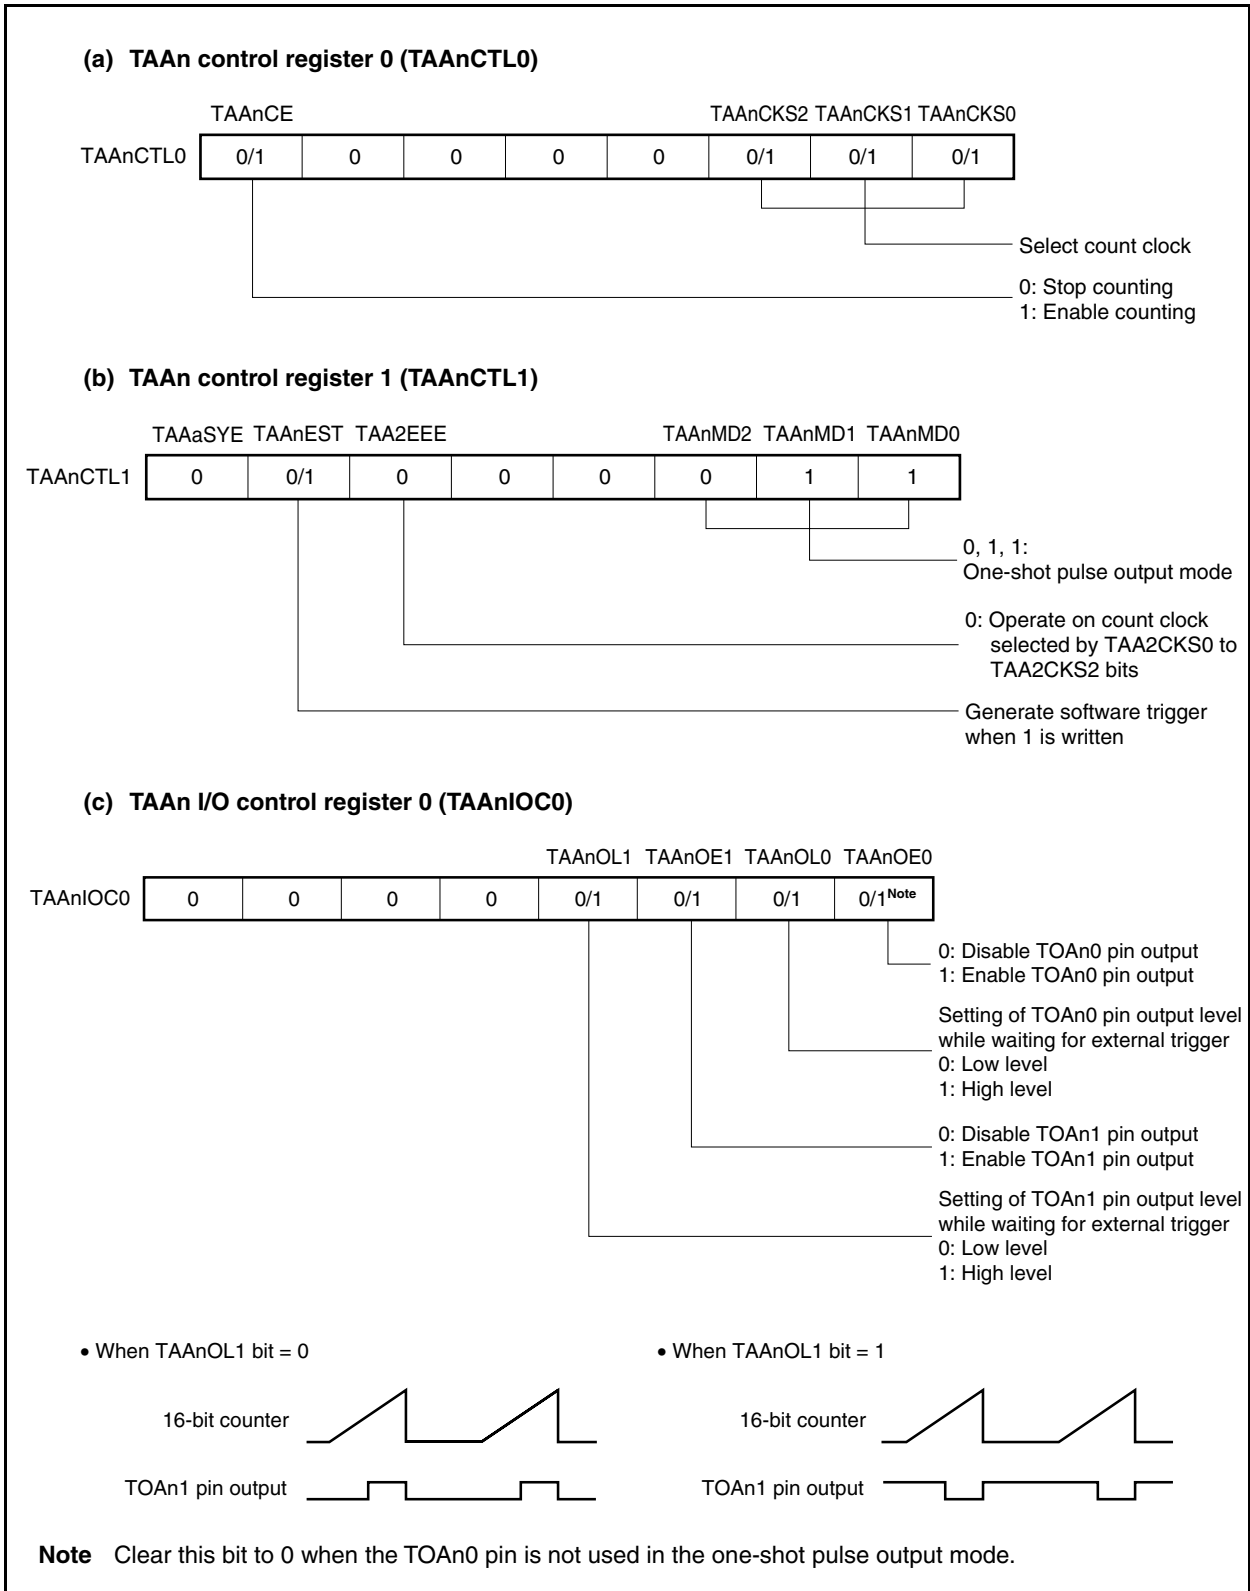 (a) TAAn control register 0 (TAAnCTL0)
TAAnCE TAAnCKS2 TAAnCKS1 TAAnCKS0
TAAnCTL0 0/1 0 0 0 0 0/1 0/1 0/1
Select count clock
0: Stop counting
1: Enable counting
(b) TAAn control register 1 (TAAnCTL1)
TAAaSYE TAAnEST TAA2EEE TAAnMD2 TAAnMD1 TAAnMD0
TAAnCTL1 0 0/1 0 0 0 0 1 1
0, 1, 1:
One-shot pulse output mode
0: Operate on count clock
selected by TAA2CKS0 to
TAA2CKS2 bits
Generate software trigger
when 1 is written
(c) TAAn I/O control register 0 (TAAnIOC0)
TAAnOL1 TAAnOE1 TAAnOL0 TAAnOE0
TAAnIOC0 0 0 0 0 0/1 0/1 0/1 0/1Note
0: Disable TOAn0 pin output
1: Enable TOAn0 pin output
Setting of TOAn0 pin output level
while waiting for external trigger
0: Low level
1: High level
0: Disable TOAn1 pin output
1: Enable TOAn1 pin output
Setting of TOAn1 pin output level
while waiting for external trigger
0: Low level
1: High level
• When TAAnOL1 bit = 0
16-bit counter
TOAn1 pin output
• When TAAnOL1 bit = 1
16-bit counter
TOAn1 pin output
Note Clear this bit to 0 when the TOAn0 pin is not used in the one-shot pulse output mode.